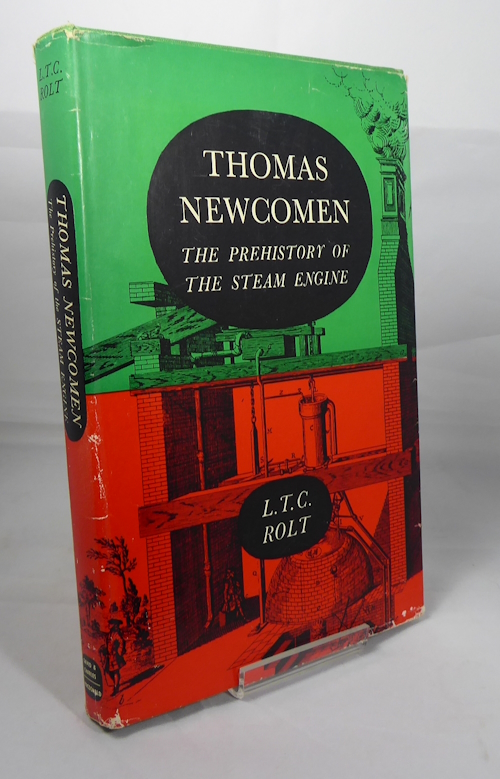 L.T.C.
ROLT
THOMAS NEWCOMEN
The Prehistory of the STEAM ENGINE
THOMAS
NEWCOMEN
THE PREHISTORY OF
THE STEAM ENGINE
L.T.C.
ROLT